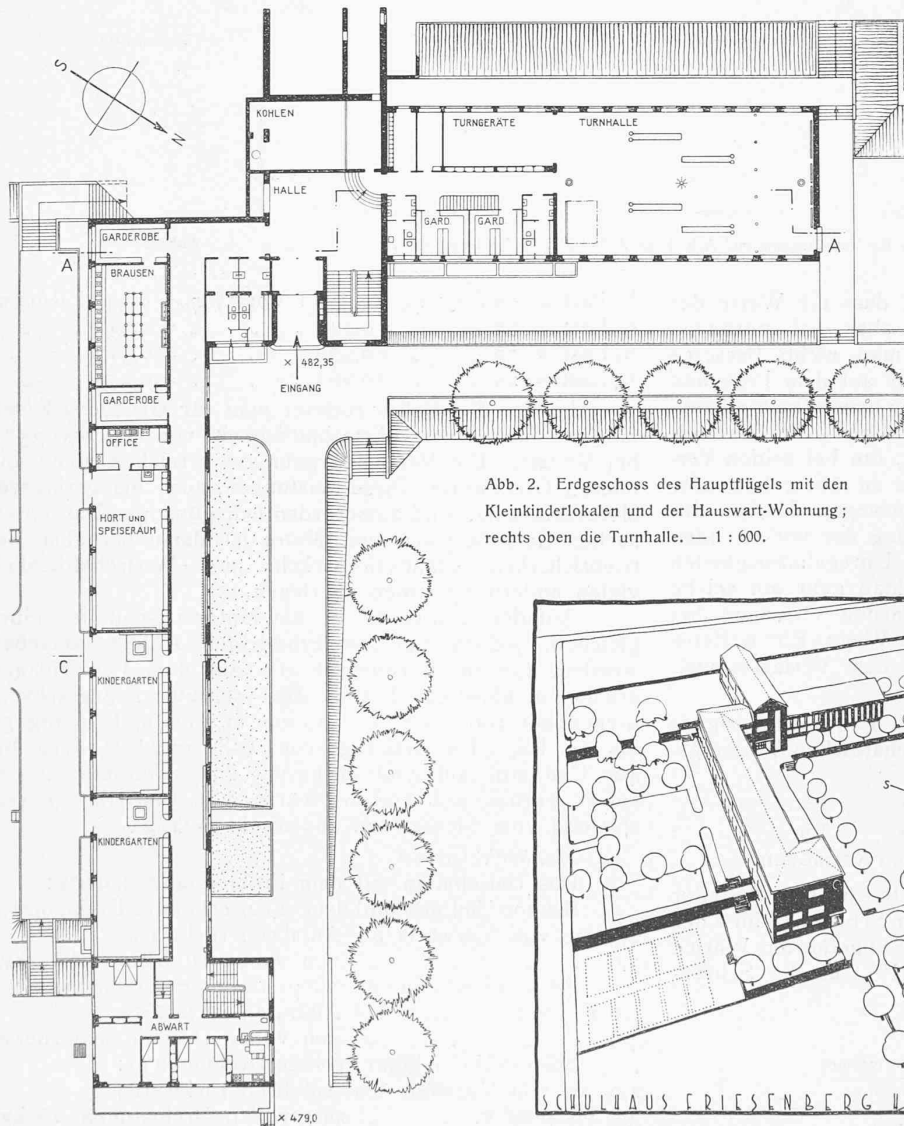 S
N
KOHLEN
TURNGERÄTE
TURNHALLE
HALLE
GARDEROBE
GARD.
GARD.
A
A
BRAUSEN
× 482,35
EINGANG
GARDEROBE
OFFICE
Abb. 2. Erdgeschoss des Hauptflügels mit den
Kleinkinderlokalen und der Hauswart-Wohnung;
rechts oben die Turnhalle. — 1 : 600.
HORT UND
SPEISERAUM
C
C
KINDERGARTEN
KINDERGARTEN
S
ABWART
× 479,0
SCHULHAUS FRIESENBERG